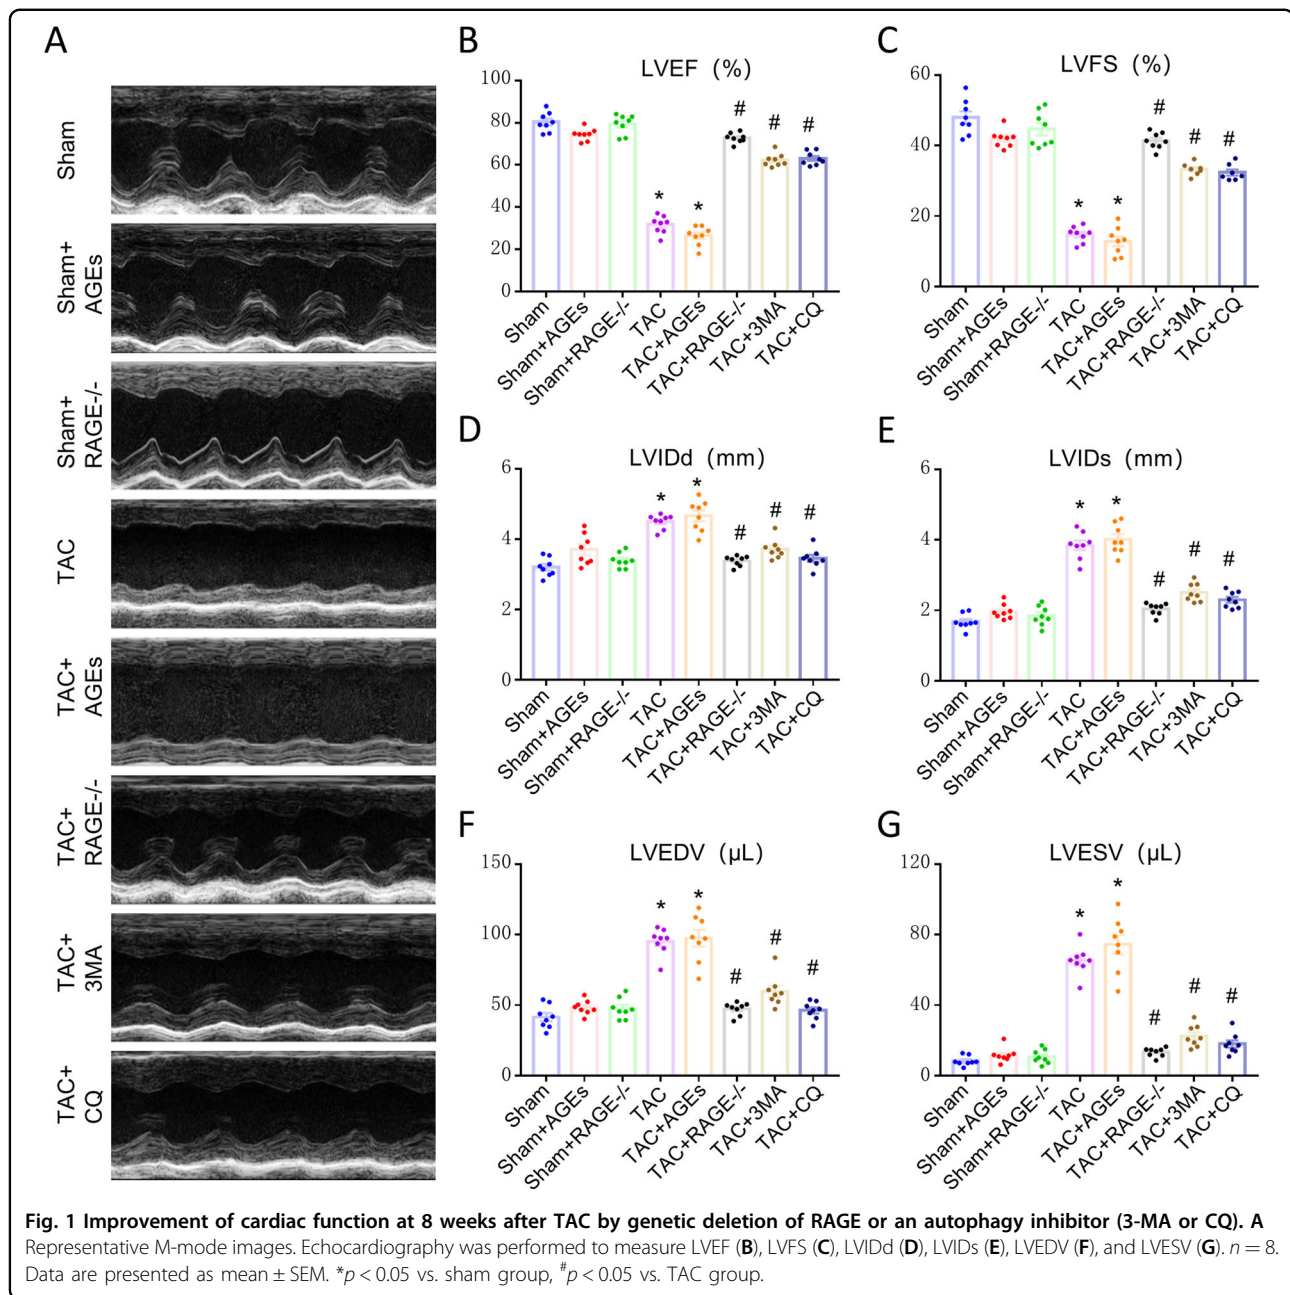 A
Sham
Sham+
AGEs
Sham+
RAGE-/-
TAC
TAC+
AGEs
TAC+
RAGE-/-
TAC+
3MA
TAC+
CQ
B
LVEF (%)
100
80
60
40
20
0
*
*
#
#
#
Sham
Sham+AGEs
Sham+RAGE-/-
TAC
TAC+AGEs
TAC+RAGE-/-
TAC+3MA
TAC+CQ
C
LVFS (%)
60
40
20
0
*
*
#
#
#
Sham
Sham+AGEs
Sham+RAGE-/-
TAC
TAC+AGEs
TAC+RAGE-/-
TAC+3MA
TAC+CQ
D
LVIDd (mm)
6
4
2
0
*
*
#
#
#
Sham
Sham+AGEs
Sham+RAGE-/-
TAC
TAC+AGEs
TAC+RAGE-/-
TAC+3MA
TAC+CQ
E
LVIDs (mm)
6
4
2
0
*
*
#
#
#
Sham
Sham+AGEs
Sham+RAGE-/-
TAC
TAC+AGEs
TAC+RAGE-/-
TAC+3MA
TAC+CQ
F
LVEDV (μL)
150
100
50
0
*
*
#
#
#
Sham
Sham+AGEs
Sham+RAGE-/-
TAC
TAC+AGEs
TAC+RAGE-/-
TAC+3MA
TAC+CQ
G
LVESV (μL)
120
80
40
0
*
*
#
#
#
Sham
Sham+AGEs
Sham+RAGE-/-
TAC
TAC+AGEs
TAC+RAGE-/-
TAC+3MA
TAC+CQ
Fig. 1 Improvement of cardiac function at 8 weeks after TAC by genetic deletion of RAGE or an autophagy inhibitor (3-MA or CQ). A
Representative M-mode images. Echocardiography was performed to measure LVEF (B), LVFS (C), LVIDd (D), LVIDs (E), LVEDV (F), and LVESV (G). n = 8.
Data are presented as mean ± SEM. *p < 0.05 vs. sham group, #p < 0.05 vs. TAC group.